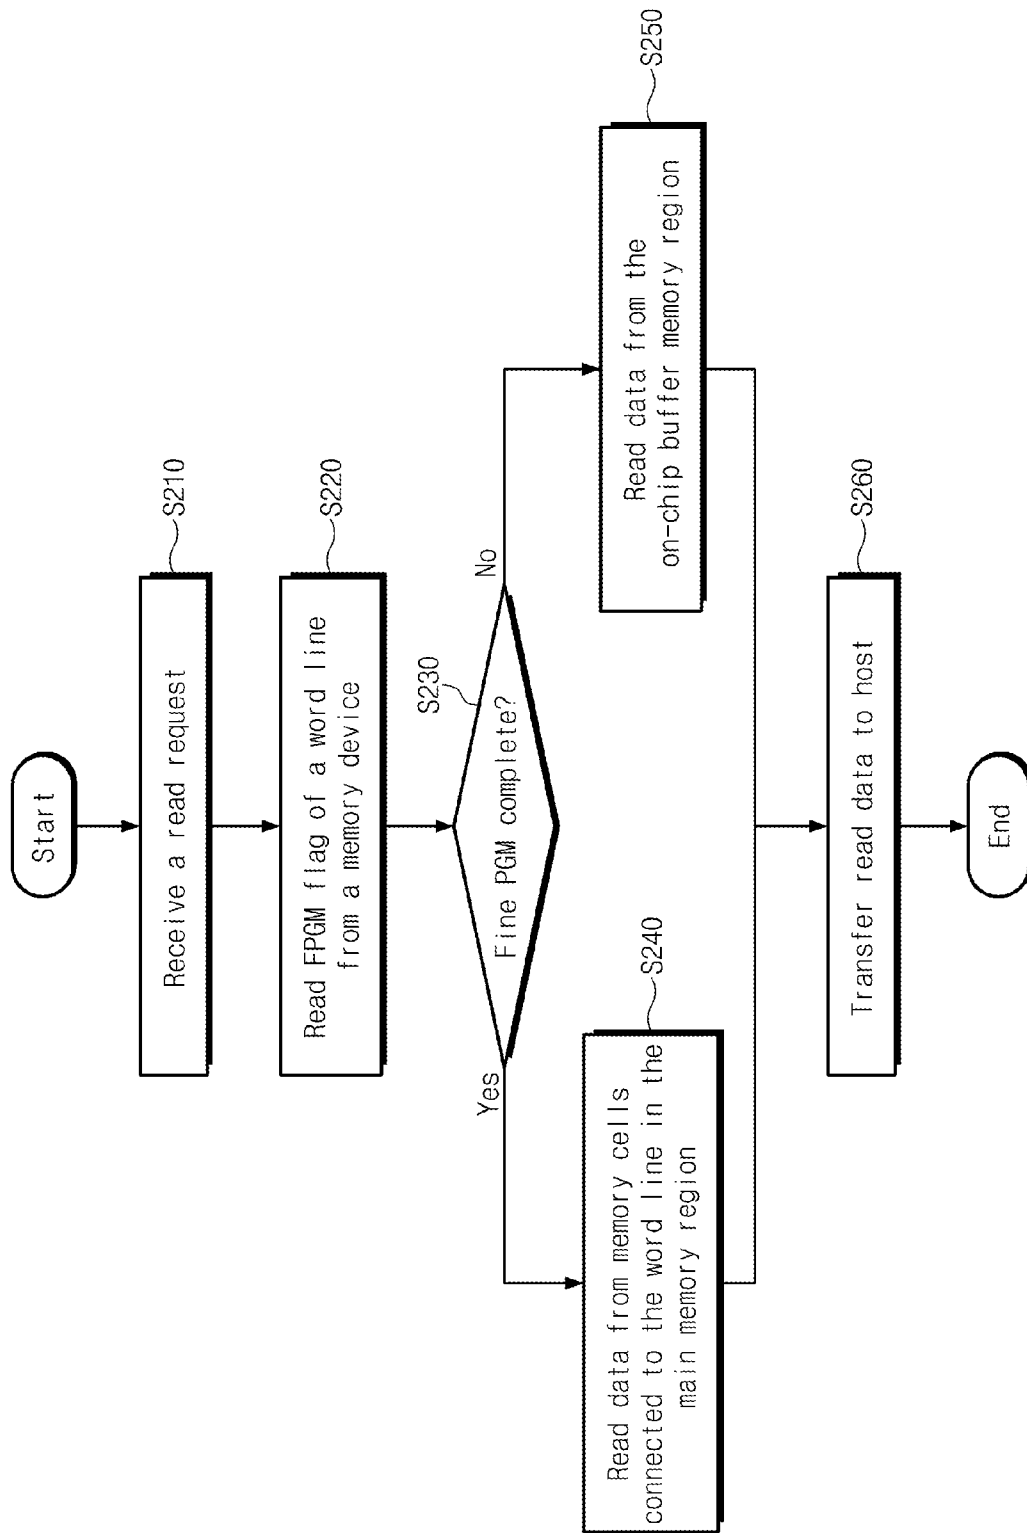 Start
Receive a read request
S210
Read FPGM flag of a word line
from a memory device
S220
Fine PGM complete?
S230
Yes
No
Read data from memory cells
connected to the word line in the
main memory region
S240
Read data from the
on-chip buffer memory region
S250
Transfer read data to host
S260
End